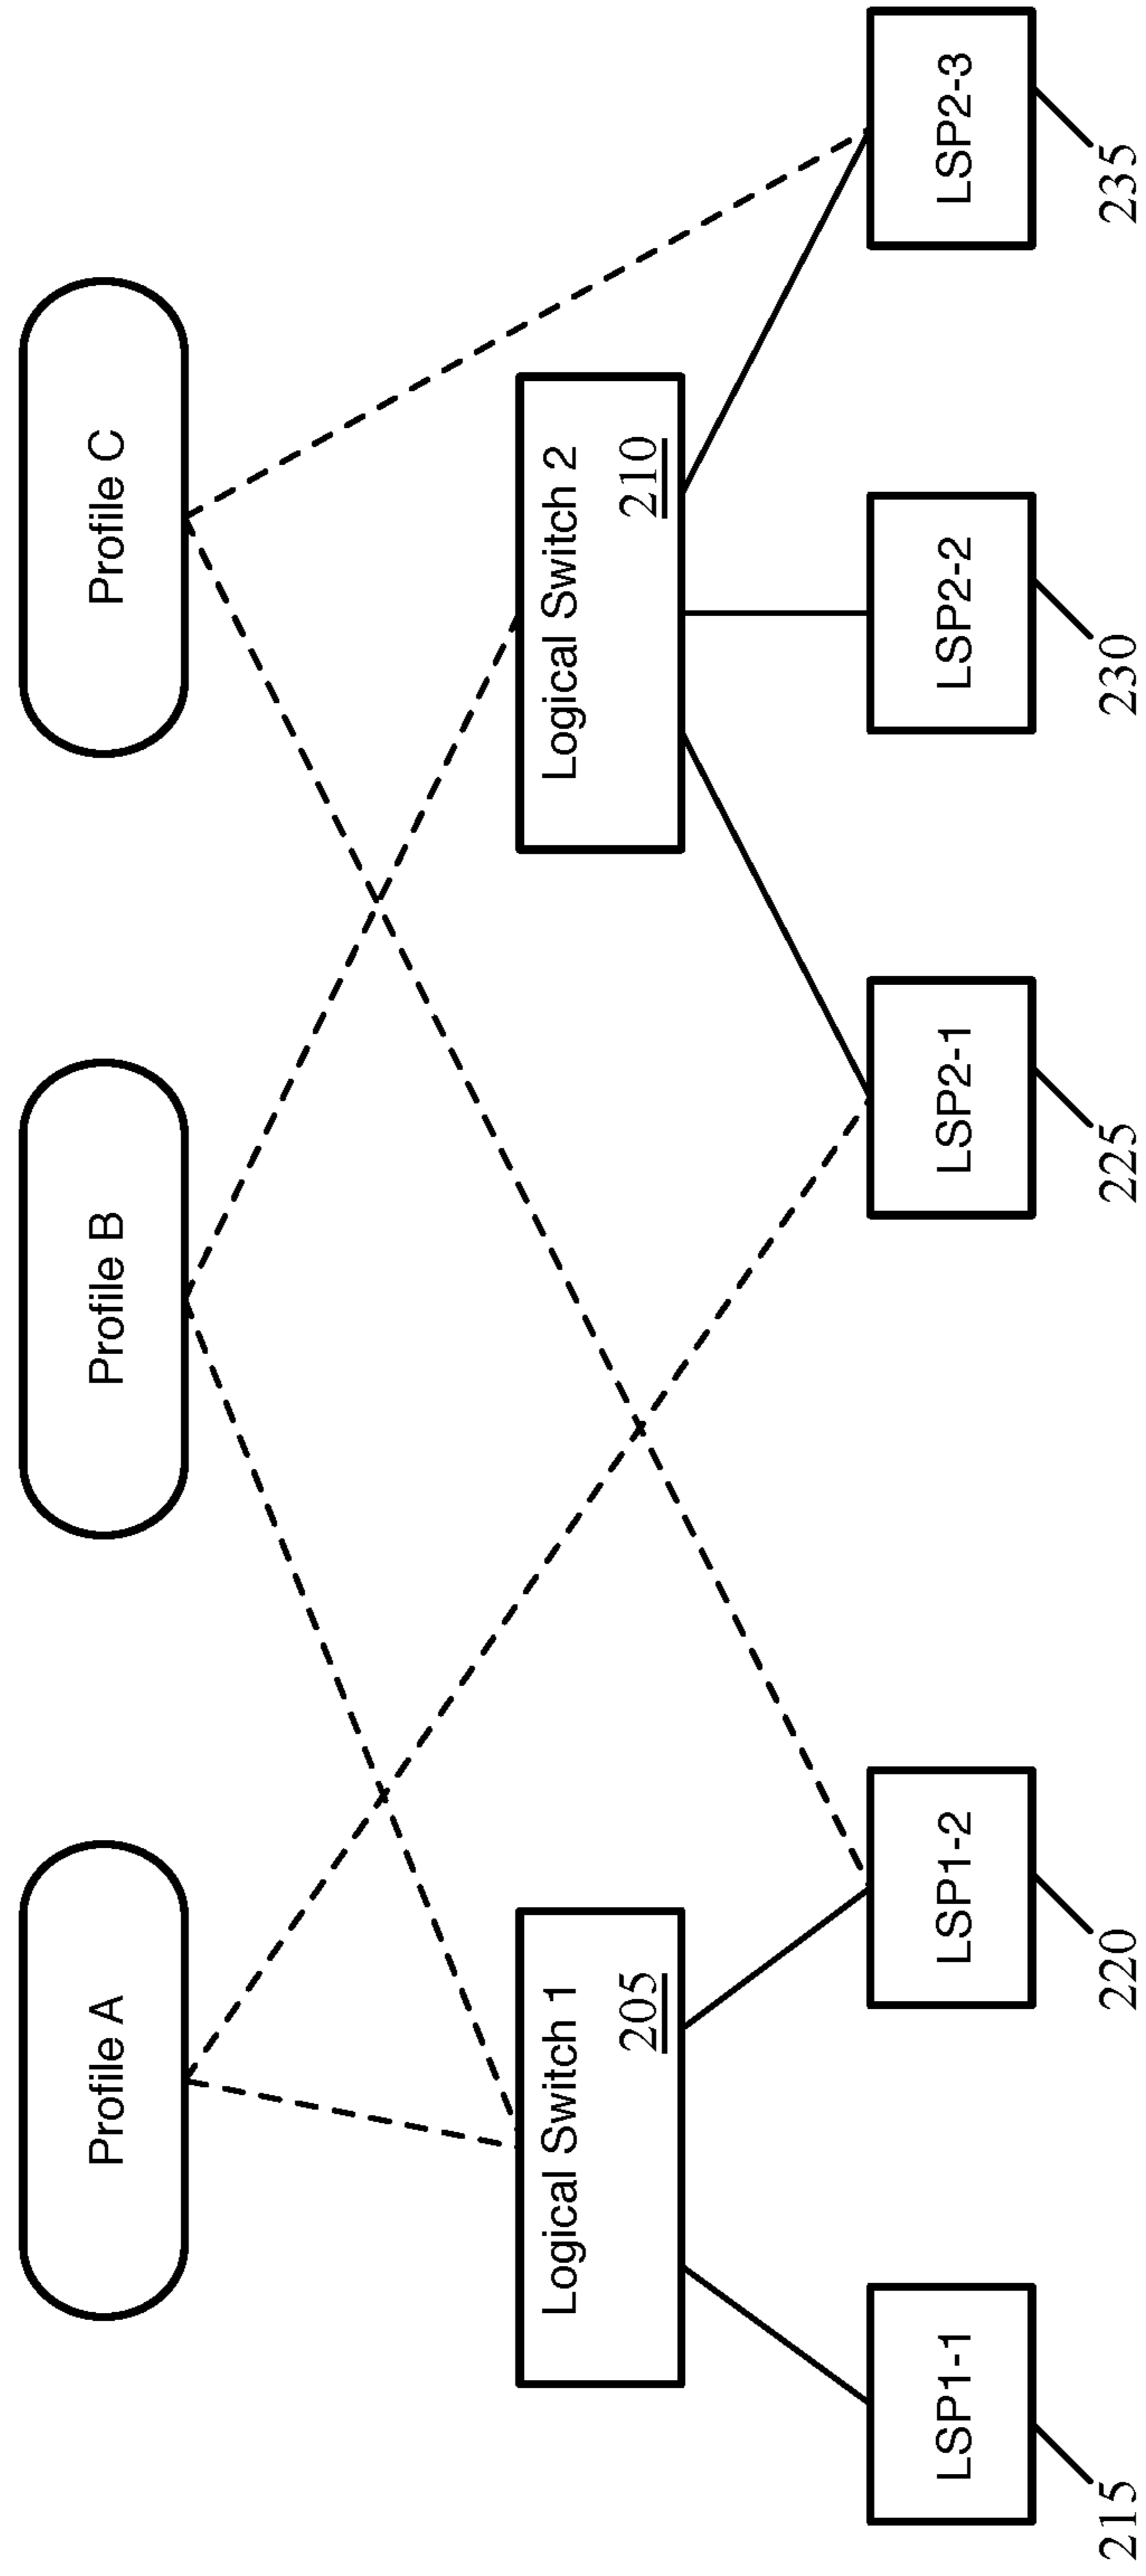 Profile A
Profile B
Profile C
Logical Switch 1
205
Logical Switch 2
210
LSP1-1
LSP1-2
LSP2-1
LSP2-2
LSP2-3
215
220
225
230
235